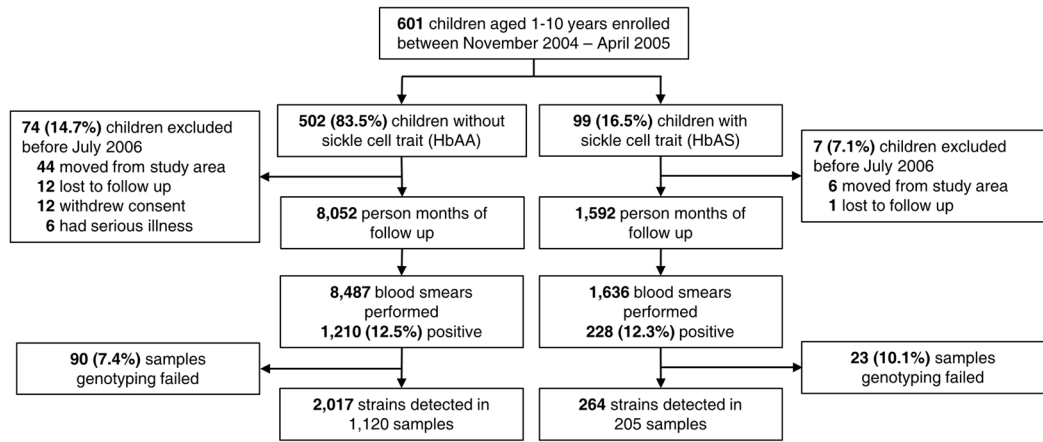 601 children aged 1-10 years enrolled
between November 2004 – April 2005
502 (83.5%) children without
sickle cell trait (HbAA)
99 (16.5%) children with
sickle cell trait (HbAS)
74 (14.7%) children excluded
before July 2006
44 moved from study area
12 lost to follow up
12 withdrew consent
6 had serious illness
7 (7.1%) children excluded
before July 2006
6 moved from study area
1 lost to follow up
8,052 person months of
follow up
1,592 person months of
follow up
8,487 blood smears
performed
1,210 (12.5%) positive
1,636 blood smears
performed
228 (12.3%) positive
90 (7.4%) samples
genotyping failed
23 (10.1%) samples
genotyping failed
2,017 strains detected in
1,120 samples
264 strains detected in
205 samples